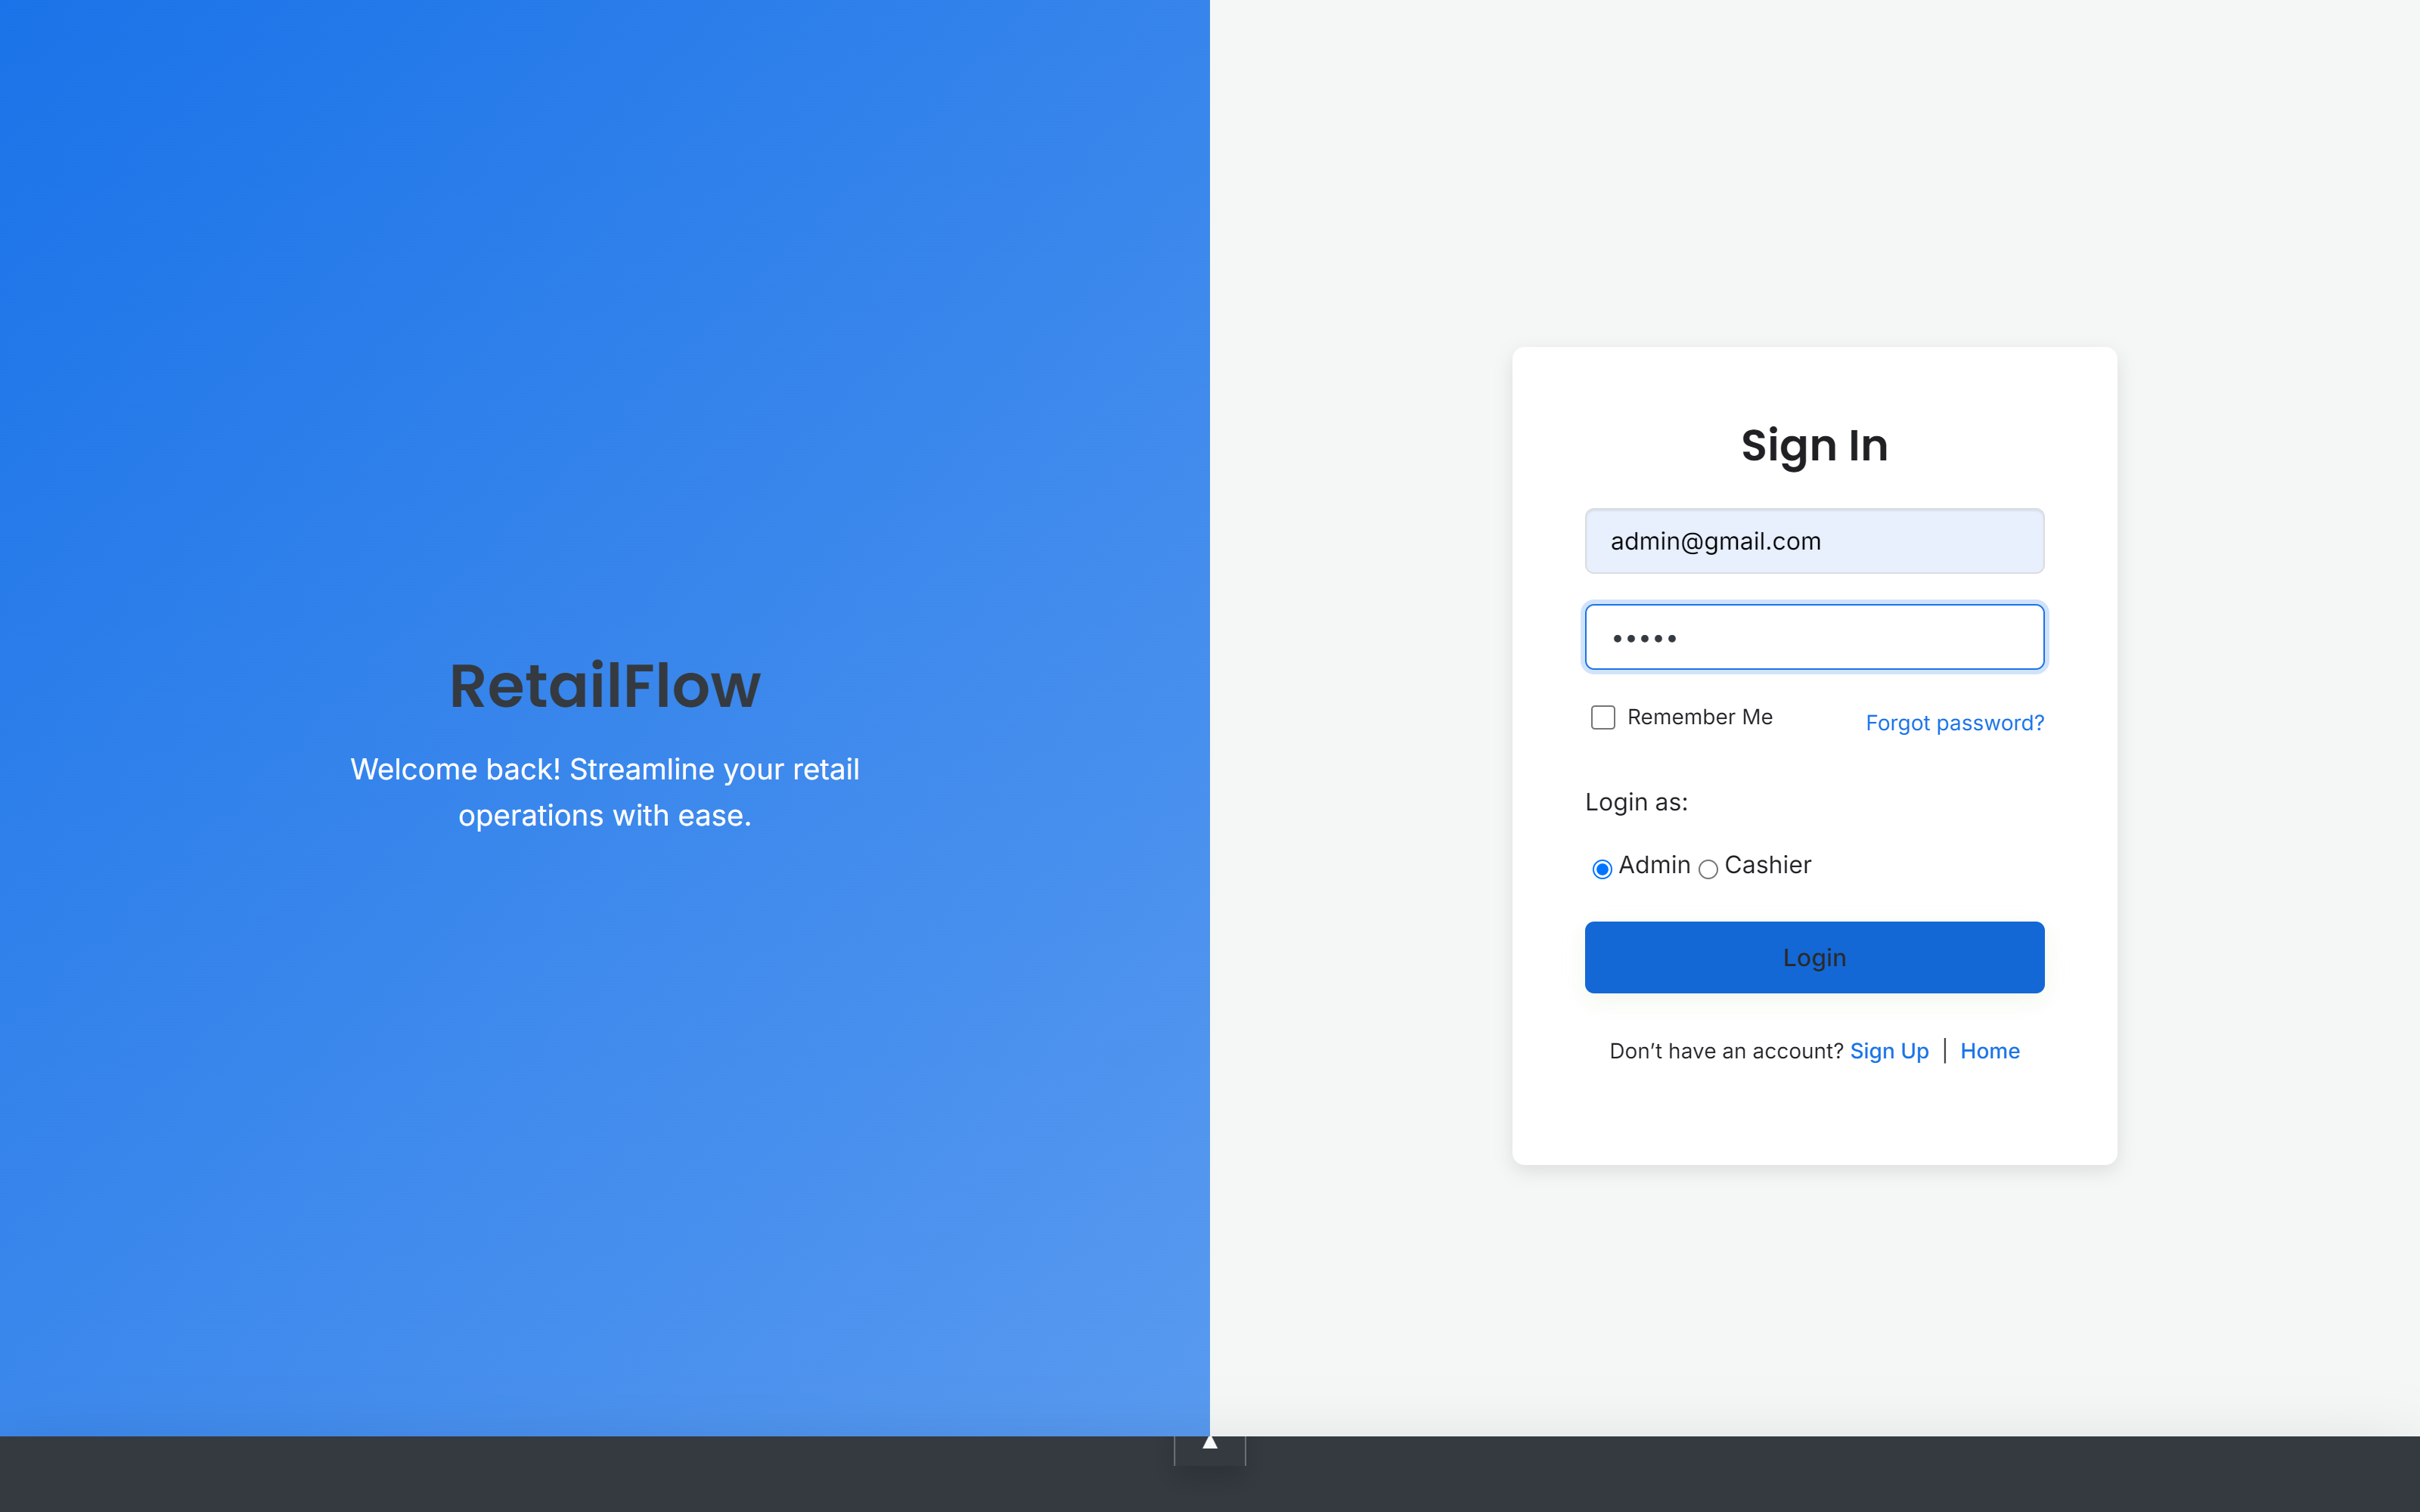 RetailFlow
Welcome back! Streamline your retail
operations with ease.
Sign In
admin@gmail.com
•••••
Remember Me
Forgot password?
Login as:
Admin Cashier
Login
Don’t have an account? Sign Up | Home